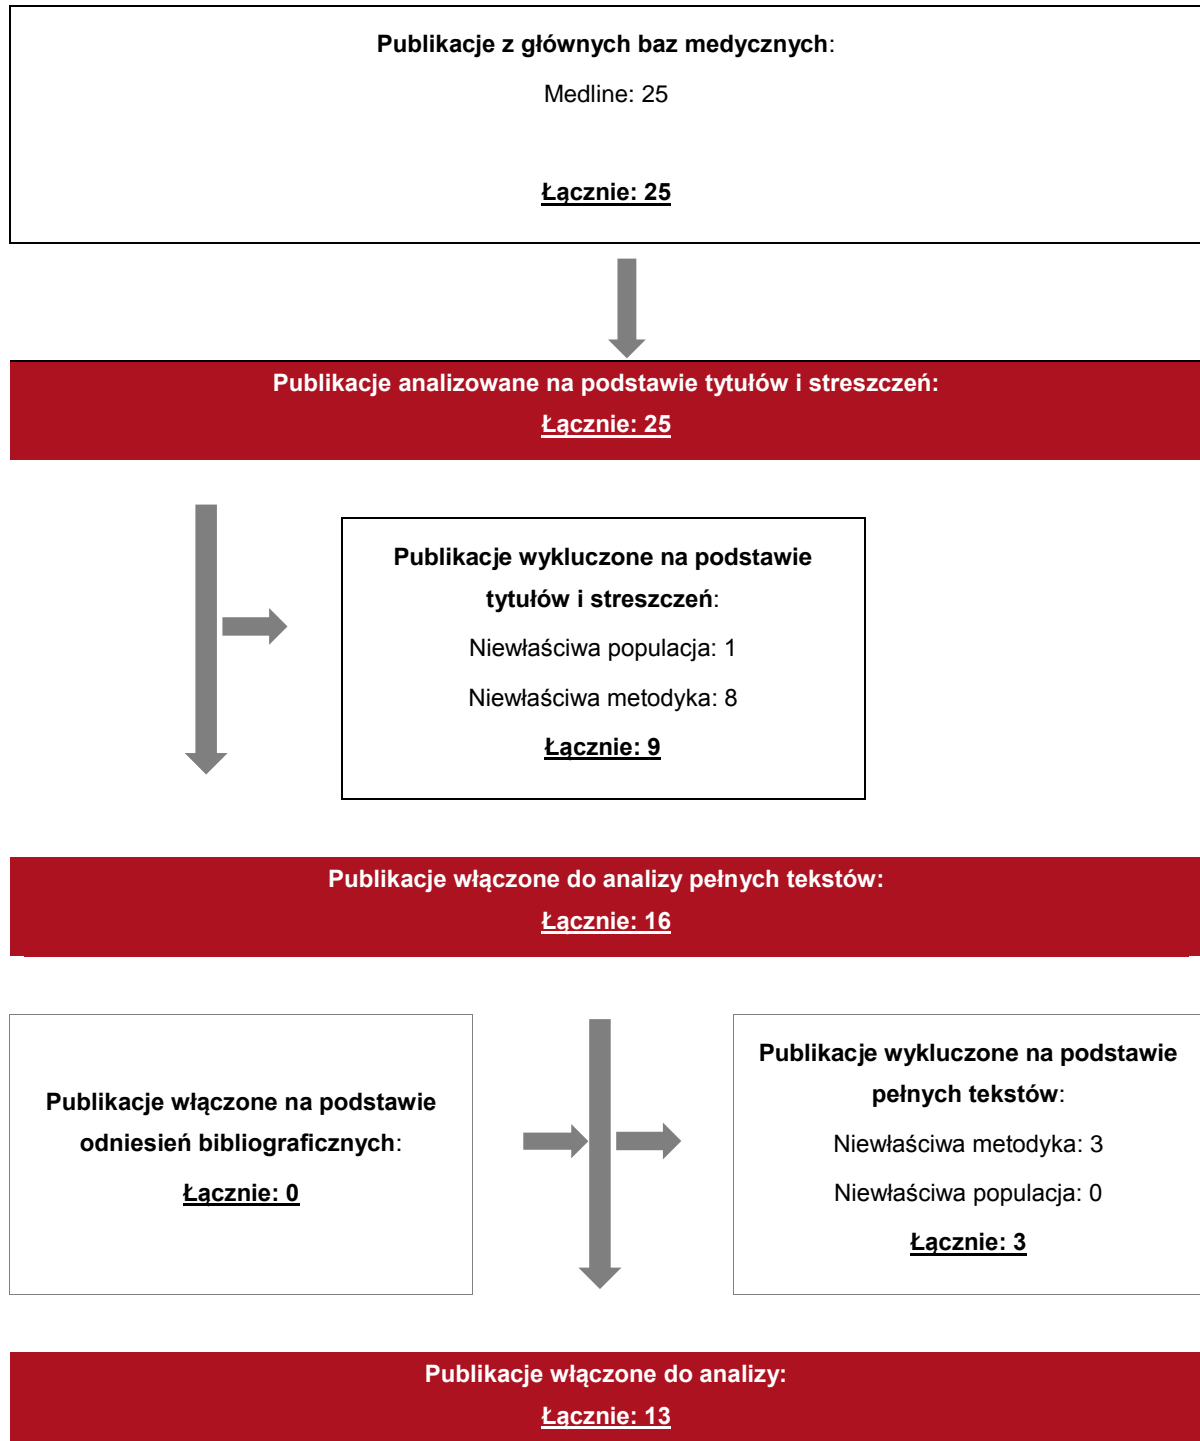 Publikacje z głównych baz medycznych:
Medline: 25
Łącznie: 25
Publikacje analizowane na podstawie tytułów i streszczeń:
Łącznie: 25
Publikacje wykluczone na podstawie
tytułów i streszczeń:
Niewłaściwa populacja: 1
Niewłaściwa metodyka: 8
Łącznie: 9
Publikacje włączone do analizy pełnych tekstów:
Łącznie: 16
Publikacje włączone na podstawie
odniesień bibliograficznych:
Łącznie: 0
Publikacje wykluczone na podstawie
pełnych tekstów:
Niewłaściwa metodyka: 3
Niewłaściwa populacja: 0
Łącznie: 3
Publikacje włączone do analizy:
Łącznie: 13